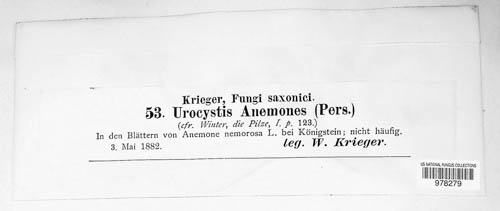 Krieger, Fungi saxonici.
53. Urocystis Anemones (Pers.)
(cfr. Winter, die Pilze, I. p. 123.)
In den Blättern von Anemone nemorosa L. bei Königstein; nicht häufig.
3. Mai 1882.
leg. W. Krieger.
US NATIONAL FUNGUS COLLECTIONS
978279